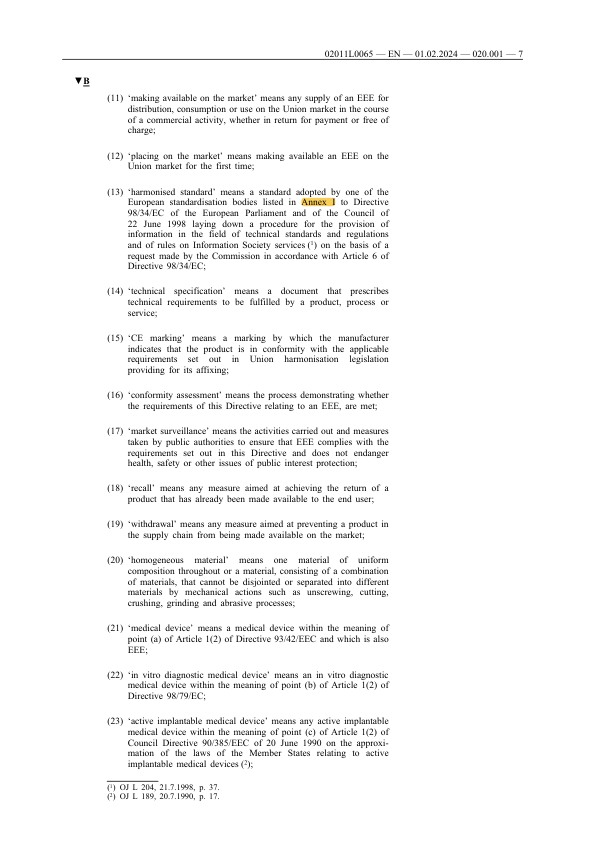 02011L0065 — EN — 01.02.2024 — 020.001 — 7
▼B
(11) ‘making available on the market’ means any supply of an EEE for
distribution, consumption or use on the Union market in the course
of a commercial activity, whether in return for payment or free of
charge;
(12) ‘placing on the market’ means making available an EEE on the
Union market for the first time;
(13) ‘harmonised standard’ means a standard adopted by one of the
European standardisation bodies listed in Annex I to Directive
98/34/EC of the European Parliament and of the Council of
22 June 1998 laying down a procedure for the provision of
information in the field of technical standards and regulations
and of rules on Information Society services (¹) on the basis of a
request made by the Commission in accordance with Article 6 of
Directive 98/34/EC;
(14) ‘technical specification’ means a document that prescribes
technical requirements to be fulfilled by a product, process or
service;
(15) ‘CE marking’ means a marking by which the manufacturer
indicates that the product is in conformity with the applicable
requirements set out in Union harmonisation legislation
providing for its affixing;
(16) ‘conformity assessment’ means the process demonstrating whether
the requirements of this Directive relating to an EEE, are met;
(17) ‘market surveillance’ means the activities carried out and measures
taken by public authorities to ensure that EEE complies with the
requirements set out in this Directive and does not endanger
health, safety or other issues of public interest protection;
(18) ‘recall’ means any measure aimed at achieving the return of a
product that has already been made available to the end user;
(19) ‘withdrawal’ means any measure aimed at preventing a product in
the supply chain from being made available on the market;
(20) ‘homogeneous material’ means one material of uniform
composition throughout or a material, consisting of a combination
of materials, that cannot be disjointed or separated into different
materials by mechanical actions such as unscrewing, cutting,
crushing, grinding and abrasive processes;
(21) ‘medical device’ means a medical device within the meaning of
point (a) of Article 1(2) of Directive 93/42/EEC and which is also
EEE;
(22) ‘in vitro diagnostic medical device’ means an in vitro diagnostic
medical device within the meaning of point (b) of Article 1(2) of
Directive 98/79/EC;
(23) ‘active implantable medical device’ means any active implantable
medical device within the meaning of point (c) of Article 1(2) of
Council Directive 90/385/EEC of 20 June 1990 on the approxi-
mation of the laws of the Member States relating to active
implantable medical devices (²);
(¹) OJ L 204, 21.7.1998, p. 37.
(²) OJ L 189, 20.7.1990, p. 17.